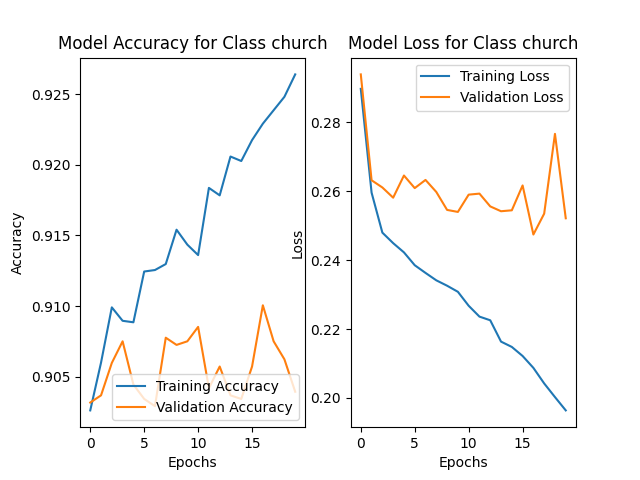 Model Accuracy for Class church
Model Loss for Class church
0.925
0.920
0.915
0.910
0.905
Accuracy
0
5
10
15
Epochs
Training Accuracy
Validation Accuracy
0.28
0.26
0.24
0.22
0.20
Loss
0
5
10
15
Epochs
Training Loss
Validation Loss